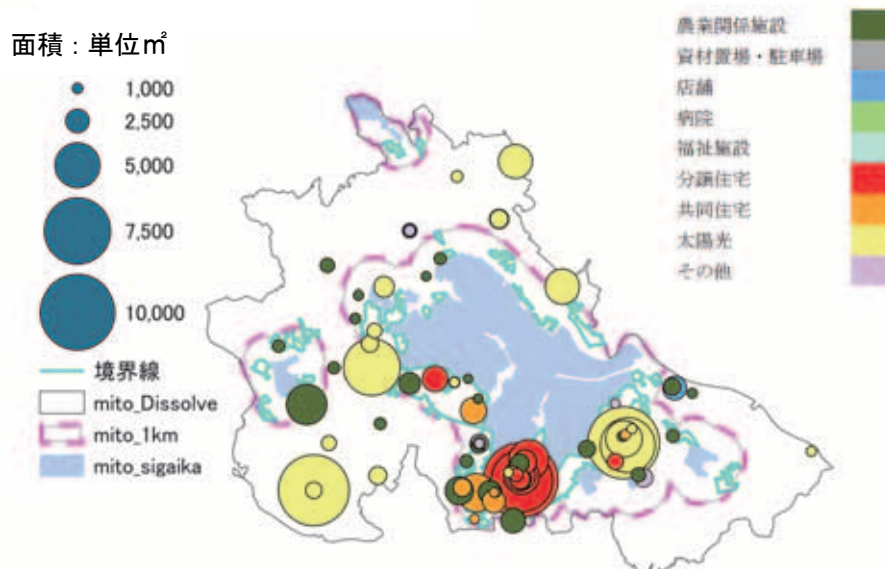 面積：単位㎡
1,000
2,500
5,000
7,500
10,000
境界線
mito_Dissolve
mito_1km
mito_sigaika
農業関係施設
資材置場・駐車場
店舗
病院
福祉施設
分譲住宅
共同住宅
太陽光
その他